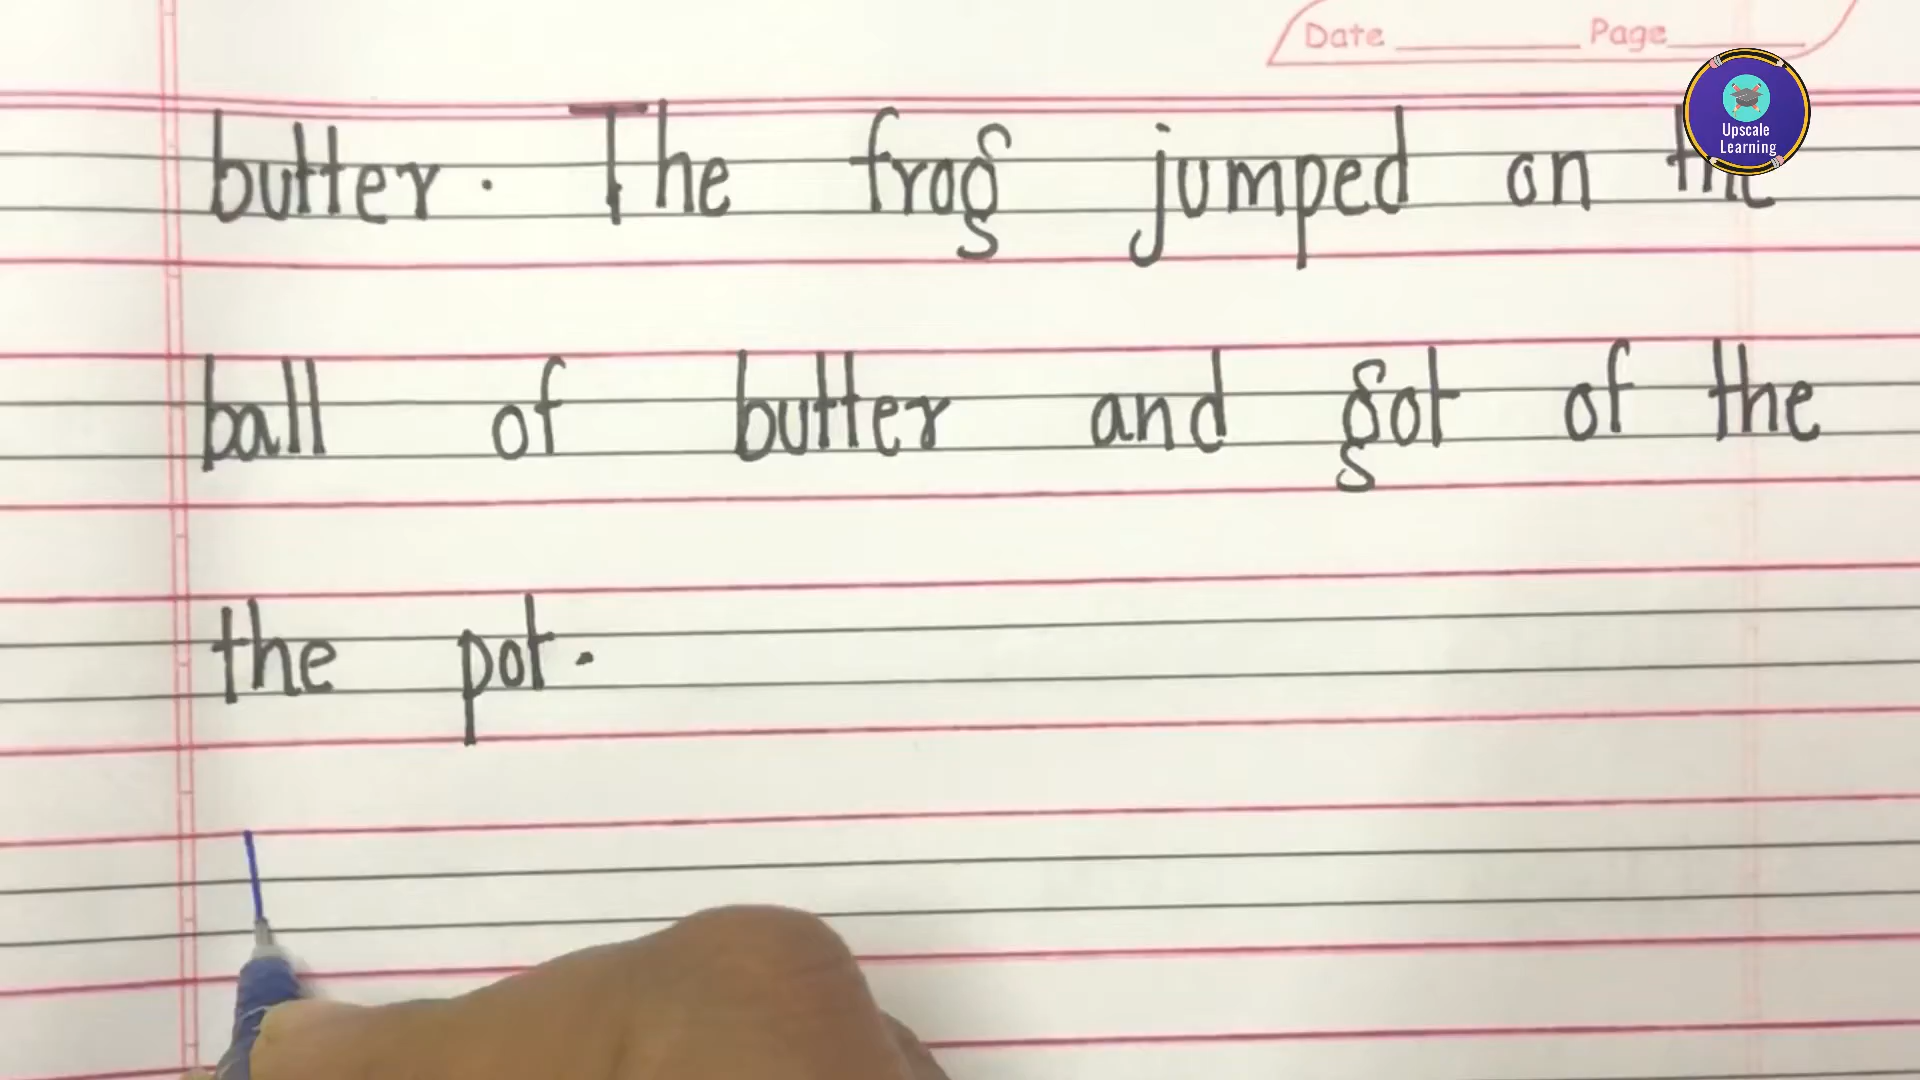 Date Page
Upscale
Learning
butter. The frog jumped on the
ball of butter and got of the
the pot.